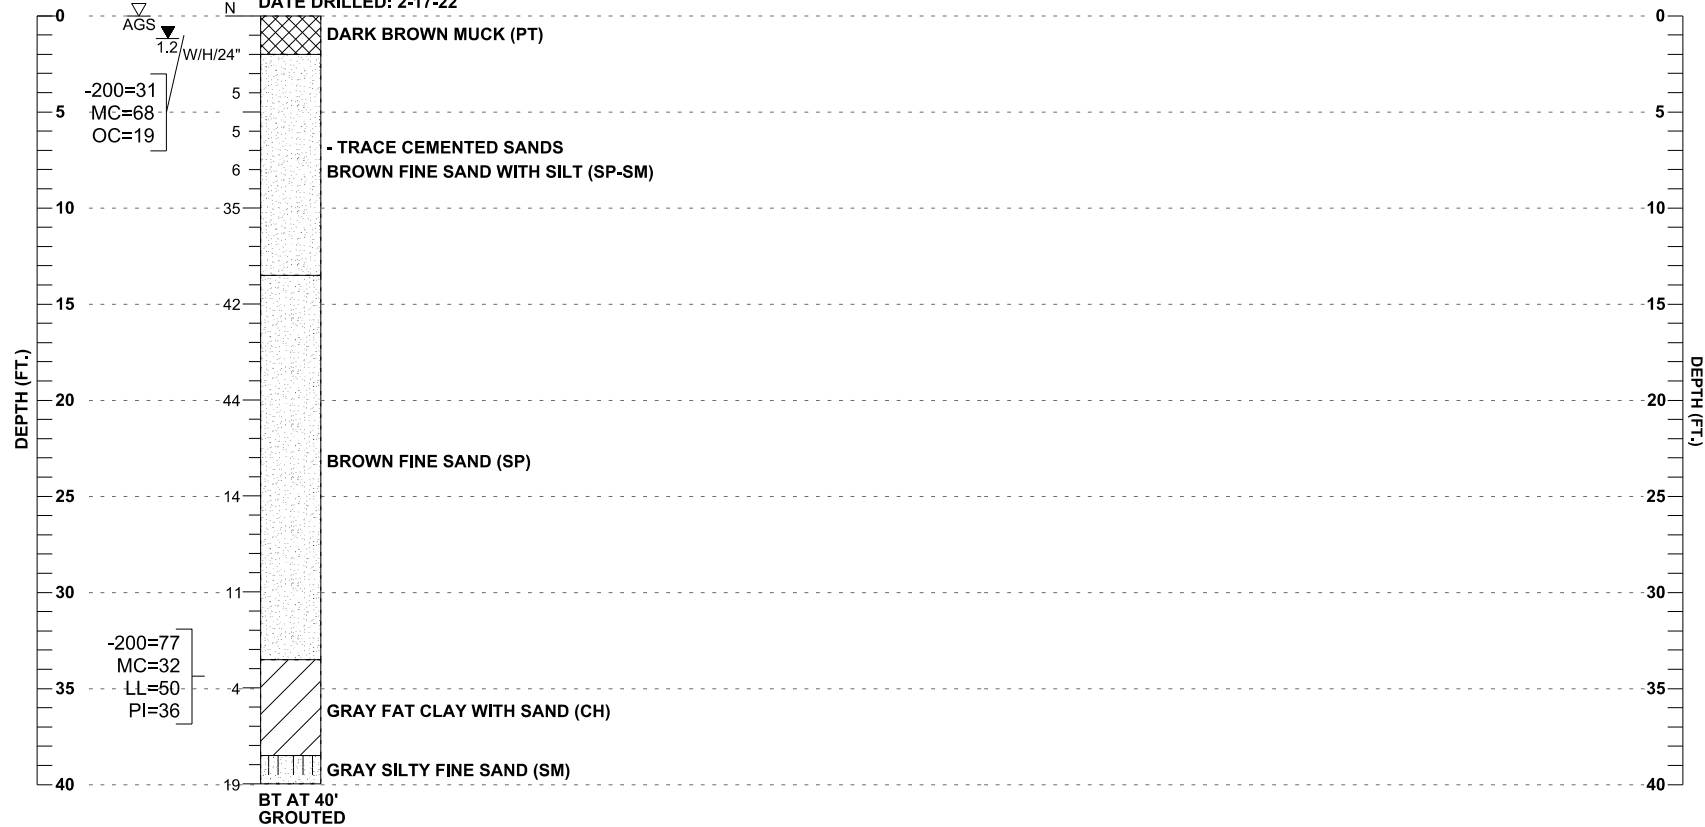 DATE DRILLED: 2-17-22
N
0
AGS
0
DARK BROWN MUCK (PT)
1.2
W/H/24"
-200=31
MC=68
OC=19
5
5
5
5
- TRACE CEMENTED SANDS
6
BROWN FINE SAND WITH SILT (SP-SM)
10
35
10
15
42
15
DEPTH (FT.)
DEPTH (FT.)
20
44
20
BROWN FINE SAND (SP)
25
14
25
30
11
30
-200=77
MC=32
LL=50
PI=36
35
4
35
GRAY FAT CLAY WITH SAND (CH)
GRAY SILTY FINE SAND (SM)
40
19
40
BT AT 40'
GROUTED